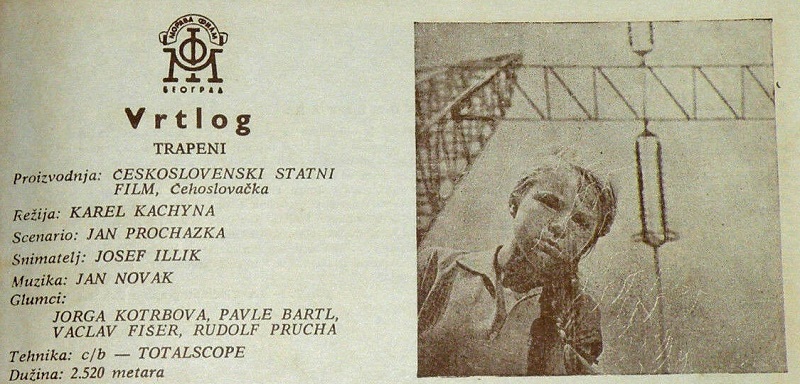 МОРАВА ФИЛМ
БЕОГРАД
Vrtlog
TRAPENI
Proizvodnja: ČESKOSLOVENSKI STATNI
FILM, Čehoslovačka
Režija: KAREL KACHYNA
Scenario: JAN PROCHAZKA
Snimatelj: JOSEF ILLIK
Muzika: JAN NOVAK
Glumci:
JORGA KOTRBOVA, PAVLE BARTL,
VACLAV FIŠER, RUDOLF PRUCHA
Tehnika: c/b — TOTALSCOPE
Dužina: 2.520 metara